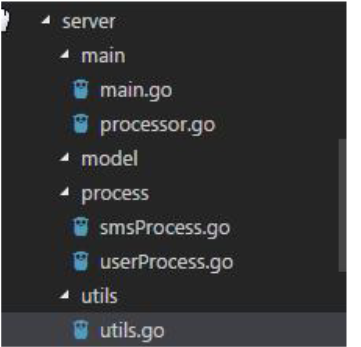 server
main
main.go
processor.go
model
process
smsProcess.go
userProcess.go
utils
utils.go